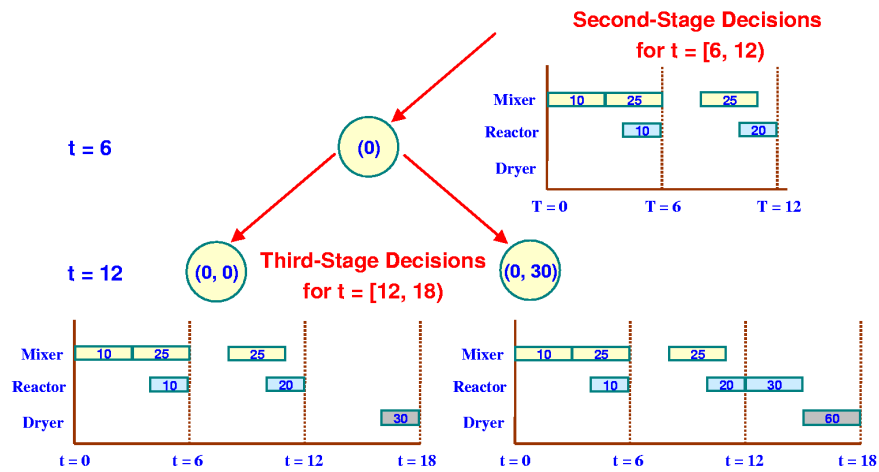 Second-Stage Decisions
for t = [6, 12)
Mixer 10 25 25
Reactor 10 20
Dryer
T = 0 T = 6 T = 12
t = 6
(0)
t = 12
(0, 0)
Third-Stage Decisions
for t = [12, 18)
(0, 30)
Mixer 10 25 25
Reactor 10 20
Dryer 30
t = 0 t = 6 t = 12 t = 18
Mixer 10 25 25
Reactor 10 20 30
Dryer 60
t = 0 t = 6 t = 12 t = 18